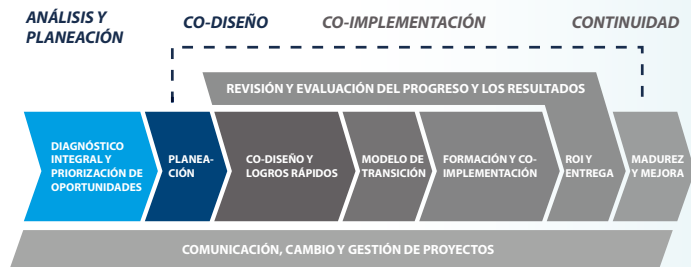 ANÁLISIS Y
PLANEACIÓN
CO-DISEÑO
CO-IMPLEMENTACIÓN
CONTINUIDAD
REVISIÓN Y EVALUACIÓN DEL PROGRESO Y LOS RESULTADOS
DIAGNÓSTICO
INTEGRAL Y
PRIORIZACIÓN DE
OPORTUNIDADES
PLANEA-
CIÓN
CO-DISEÑO Y
LOGROS RÁPIDOS
MODELO DE
TRANSICIÓN
FORMACIÓN Y CO-
IMPLEMENTACIÓN
ROI Y
ENTREGA
MADUREZ
Y MEJORA
COMUNICACIÓN, CAMBIO Y GESTIÓN DE PROYECTOS